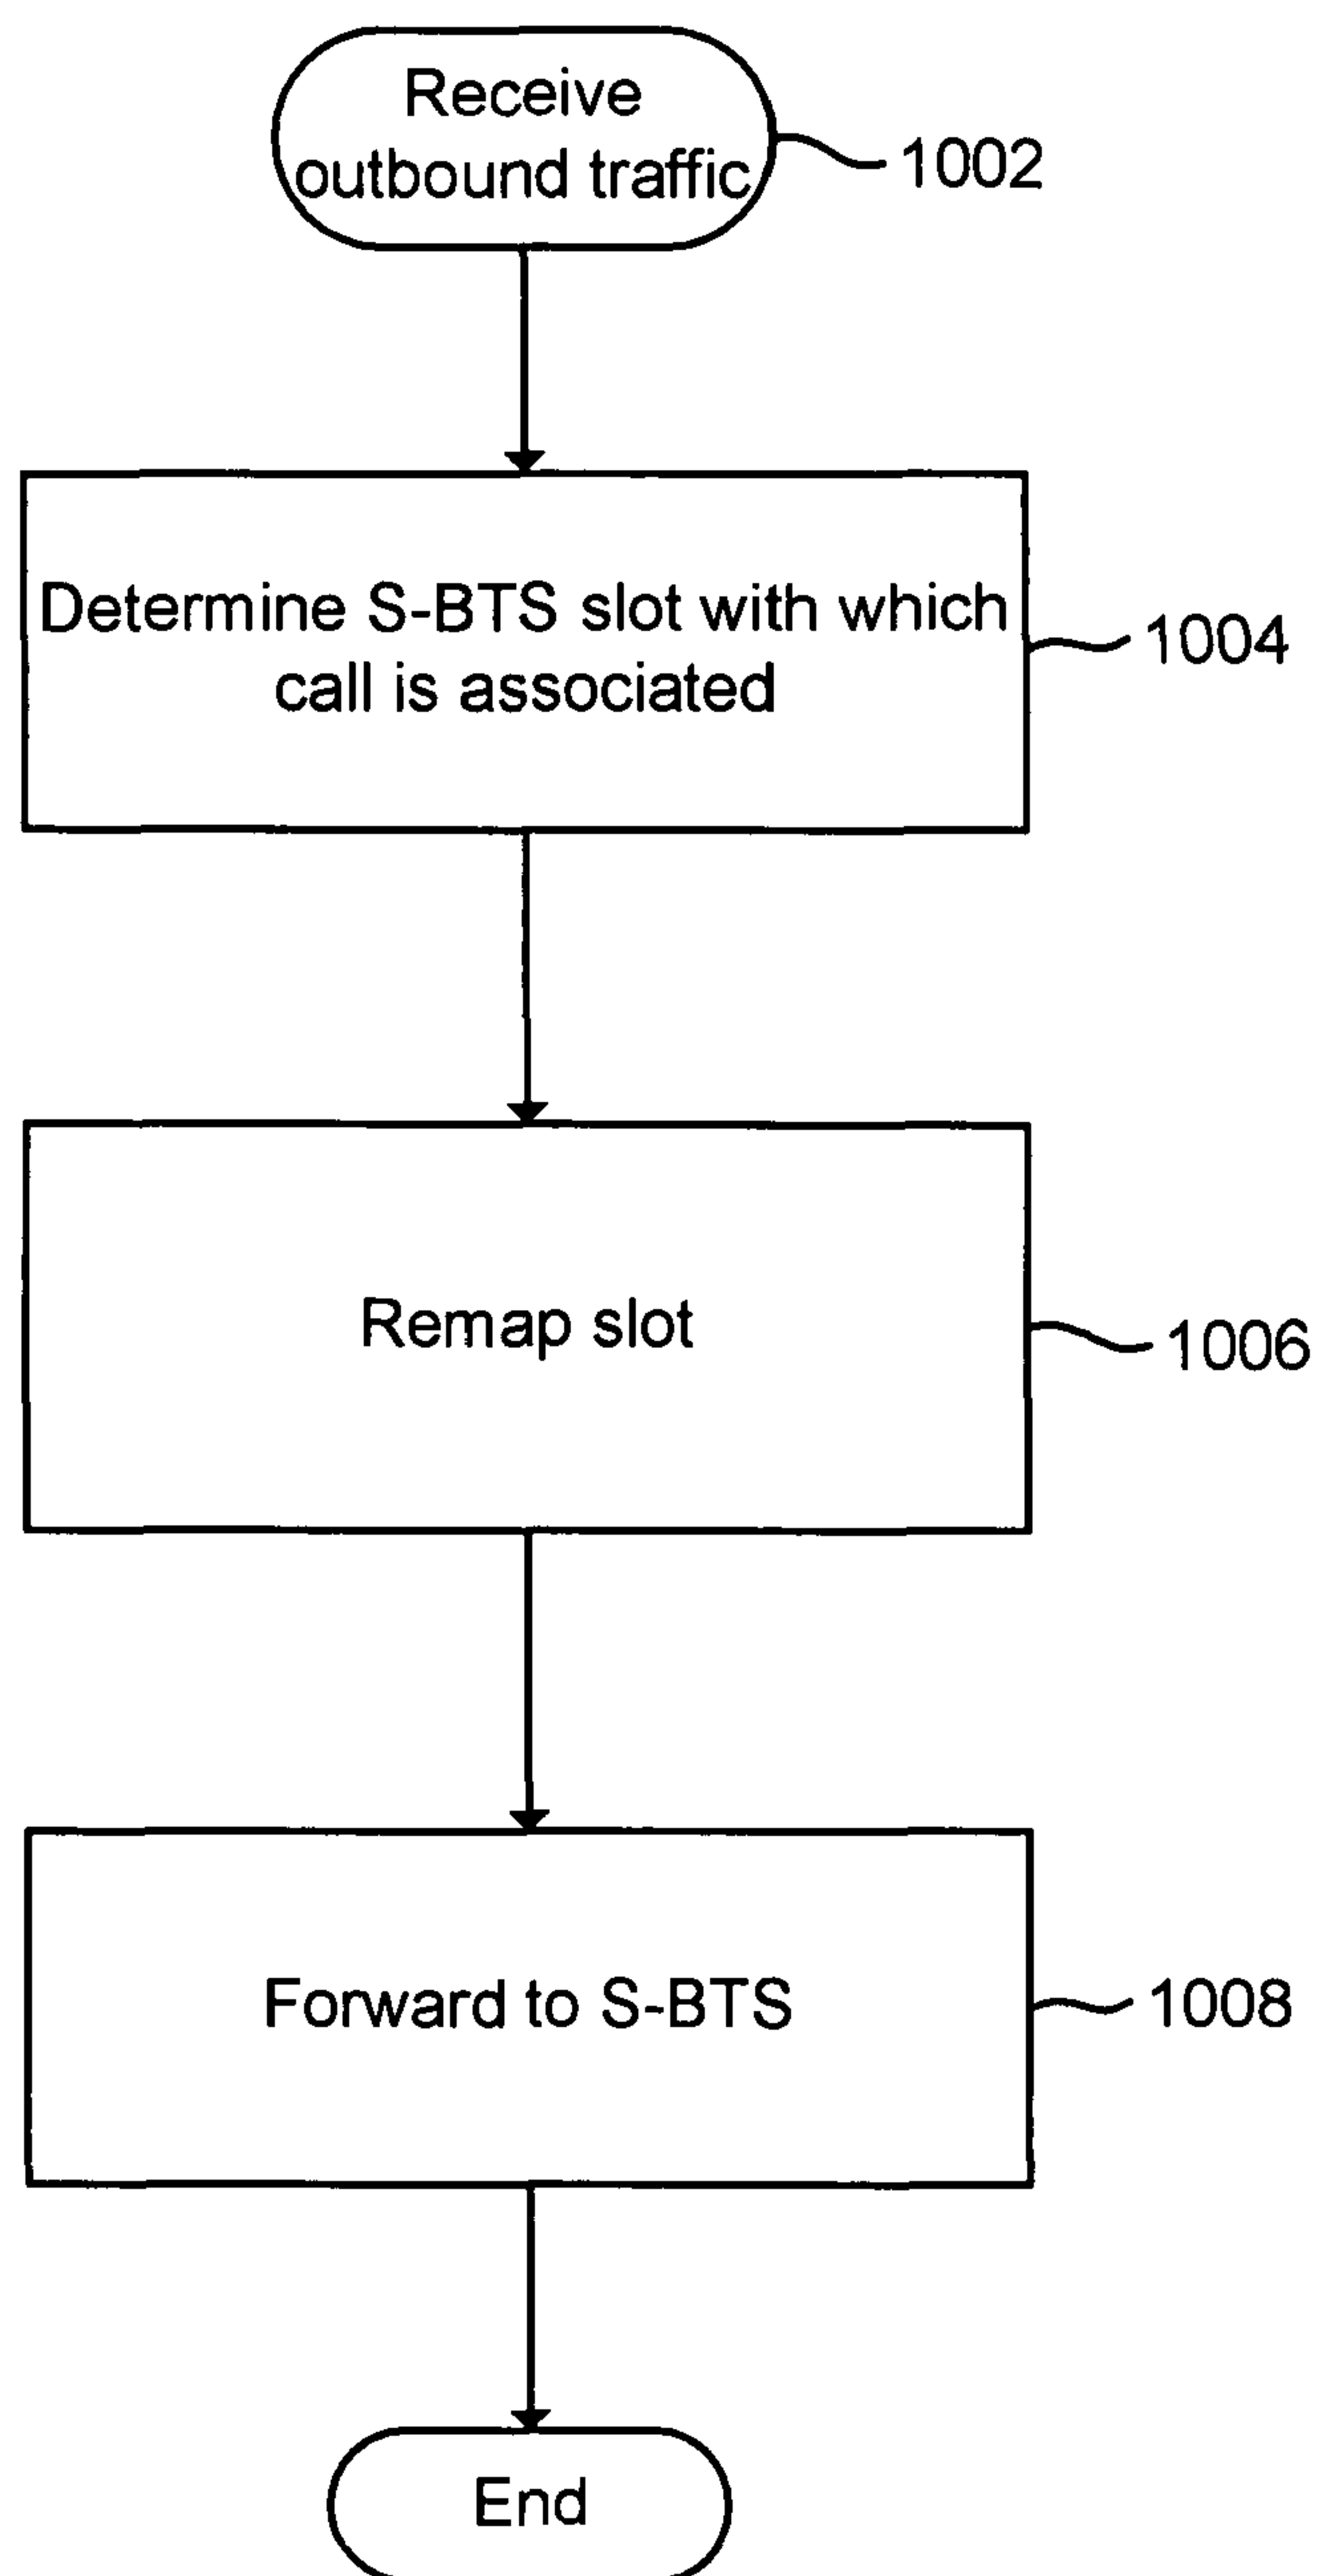 Receive
outbound traffic
1002
Determine S-BTS slot with which
call is associated
1004
Remap slot
1006
Forward to S-BTS
1008
End